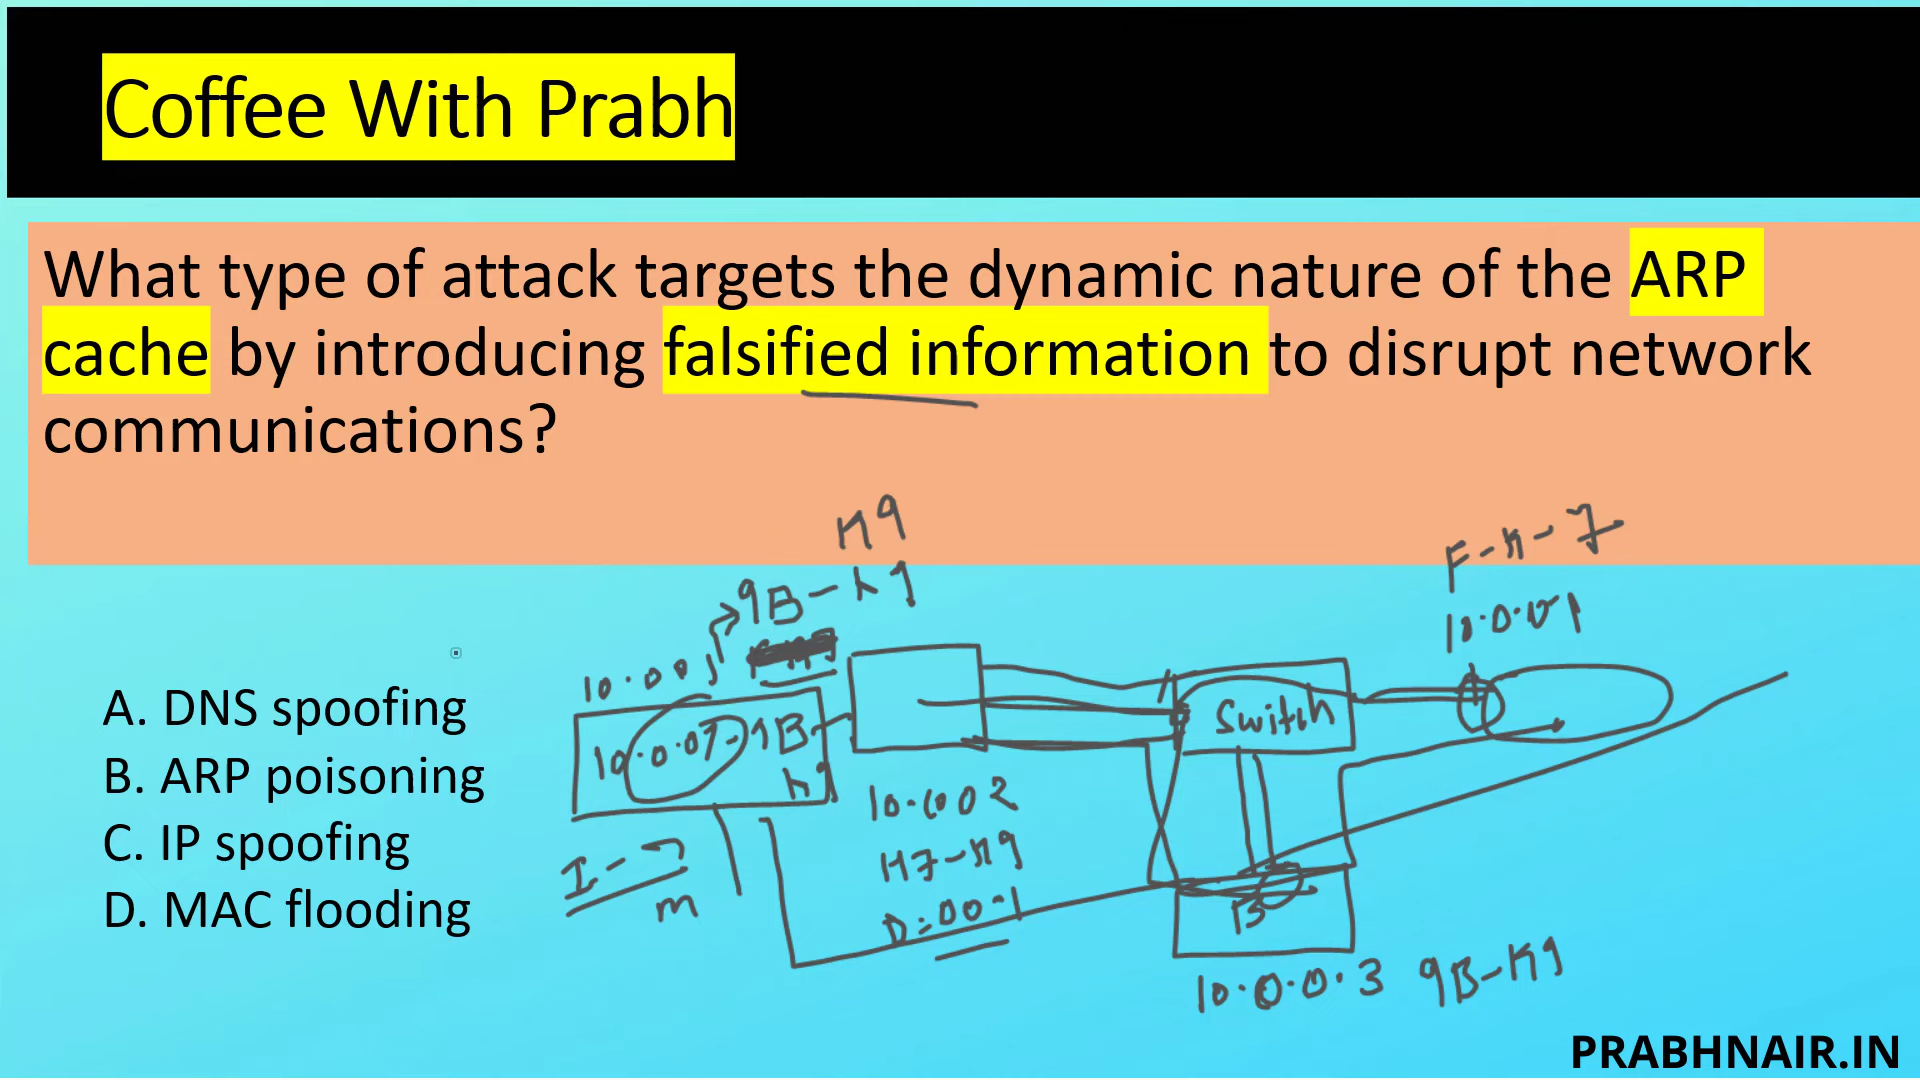 Coffee With Prabh
What type of attack targets the dynamic nature of the ARP
cache by introducing falsified information to disrupt network
communications?
A. DNS spoofing
B. ARP poisoning
C. IP spoofing
D. MAC flooding
Switch
10.0.0.3 9B-K9
PRABHNAIR.IN